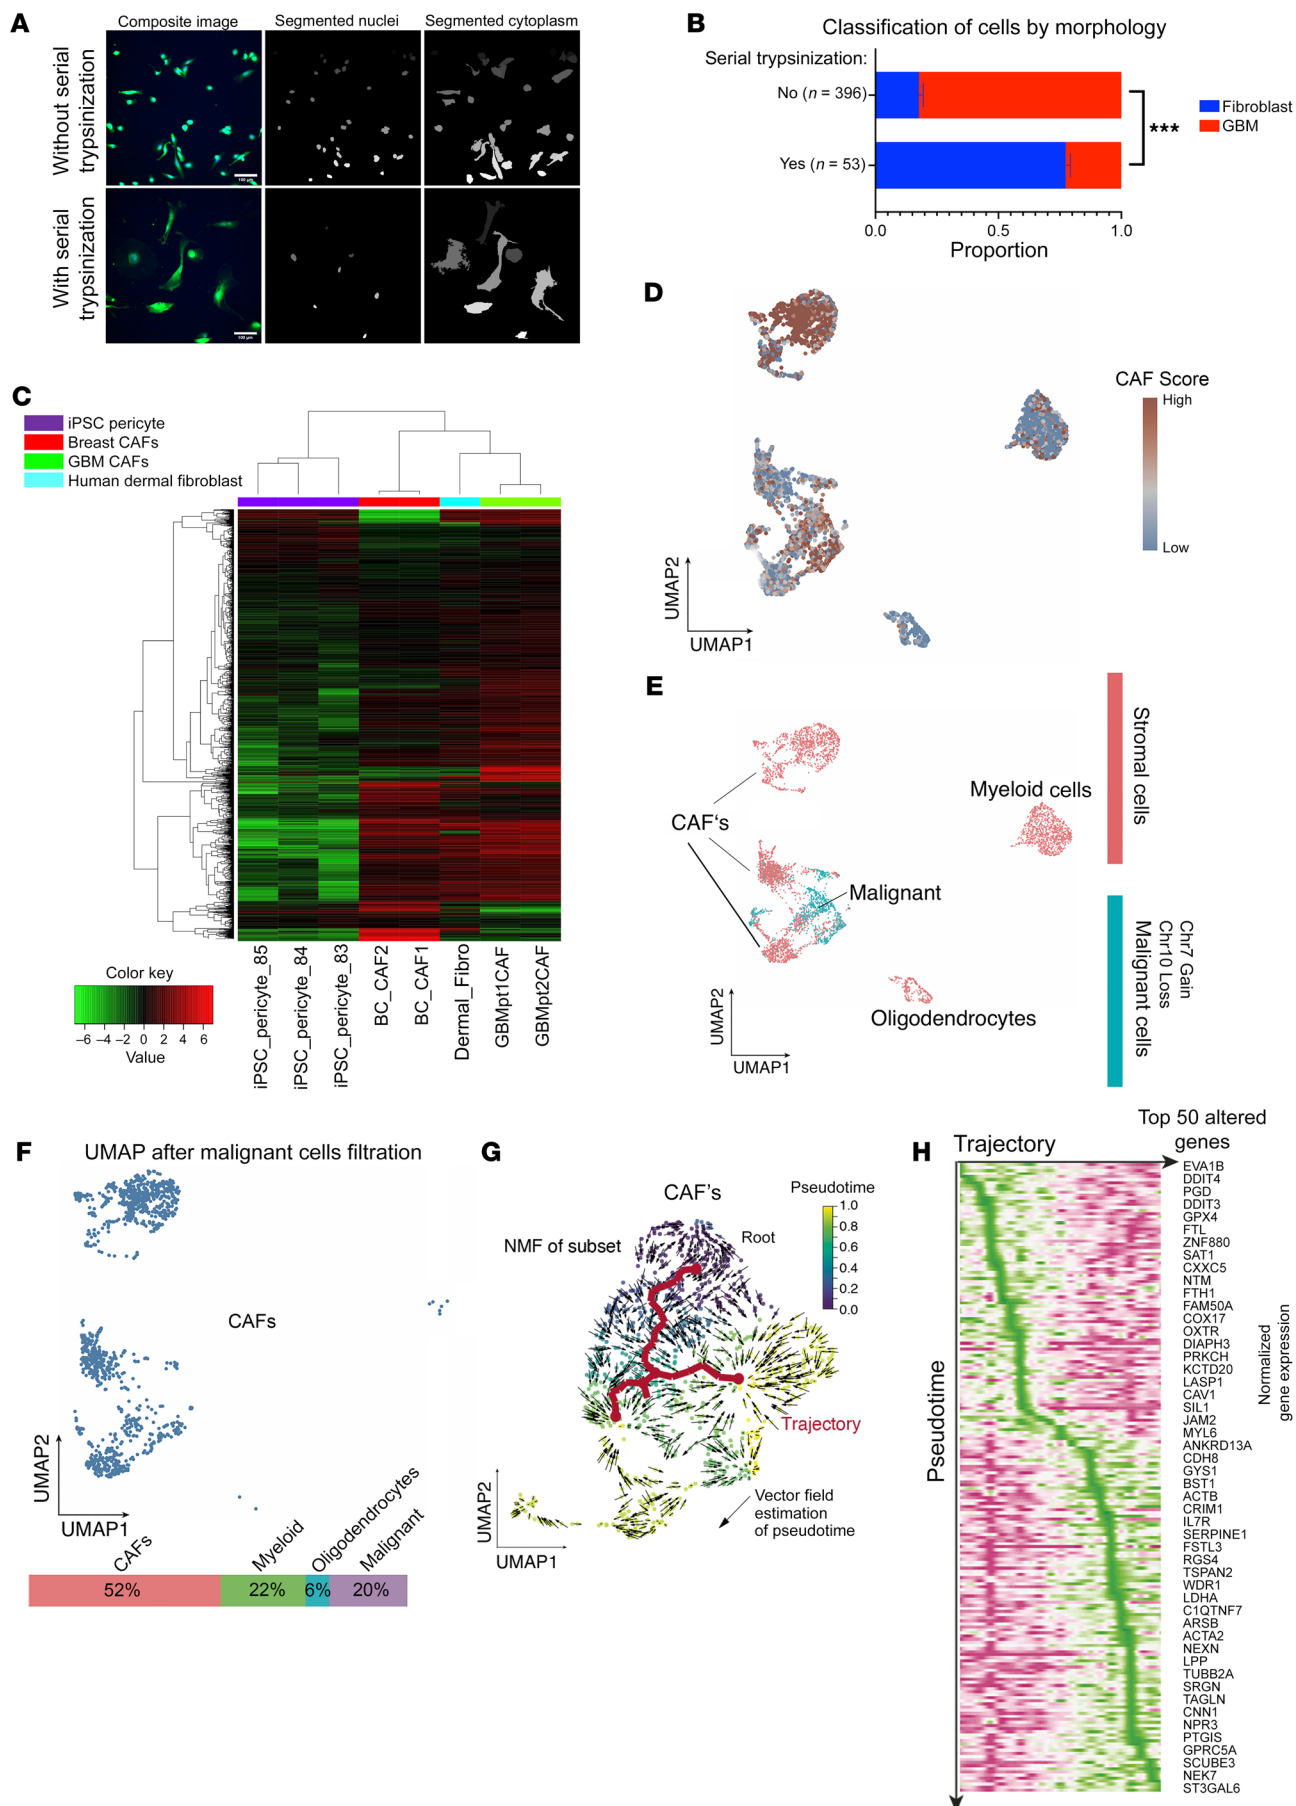 A
Composite image
Segmented nuclei
Segmented cytoplasm
Without serial
trypsinization
With serial
trypsinization
100 μm
100 μm
B
Classification of cells by morphology
Serial trypsinization:
No (n = 396)
Yes (n = 53)
***
Fibroblast
GBM
0.0
0.5
1.0
Proportion
C
iPSC pericyte
Breast CAFs
GBM CAFs
Human dermal fibroblast
iPSC_pericyte_85
iPSC_pericyte_84
iPSC_pericyte_83
BC_CAF2
BC_CAF1
Dermal_Fibro
GBMpt1CAF
GBMpt2CAF
Color key
−6 −4 −2 0 2 4 6
Value
D
CAF Score
High
Low
UMAP2
UMAP1
E
CAF‘s
Myeloid cells
Malignant
Oligodendrocytes
UMAP2
UMAP1
Stromal cells
Chr7 Gain
Chr10 Loss
Malignant cells
F
UMAP after malignant cells filtration
CAFs
UMAP2
UMAP1
CAFs
Myeloid
Oligodendrocytes
Malignant
52%
22%
6%
20%
G
CAF’s
Pseudotime
1.0
0.8
0.6
0.4
0.2
0.0
NMF of subset
Root
Trajectory
Vector field
estimation
of pseudotime
UMAP2
UMAP1
H
Trajectory
Top 50 altered
genes
Pseudotime
EVA1B
DDIT4
PGD
DDIT3
GPX4
FTL
ZNF880
SAT1
CXXC5
NTM
FTH1
FAM50A
COX17
OXTR
DIAPH3
PRKCH
KCTD20
LASP1
CAV1
SIL1
JAM2
MYL6
ANKRD13A
CDH8
GYS1
BST1
ACTB
CRIM1
IL7R
SERPINE1
FSTL3
RGS4
TSPAN2
WDR1
LDHA
C1QTNF7
ARSB
ACTA2
NEXN
LPP
TUBB2A
SRGN
TAGLN
CNN1
NPR3
PTGIS
GPRC5A
SCUBE3
NEK7
ST3GAL6
Normalized
gene expression